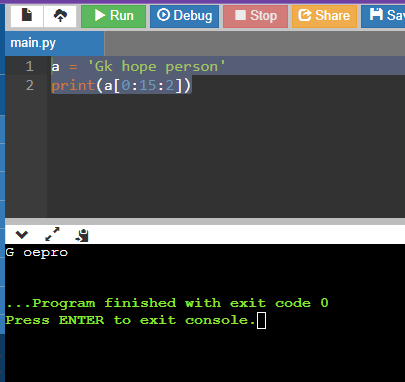 Run Debug Stop Share Sav
main.py
1 a = 'Gk hope person'
2 print(a[0:15:2])
G oepro
...Program finished with exit code 0
Press ENTER to exit console.